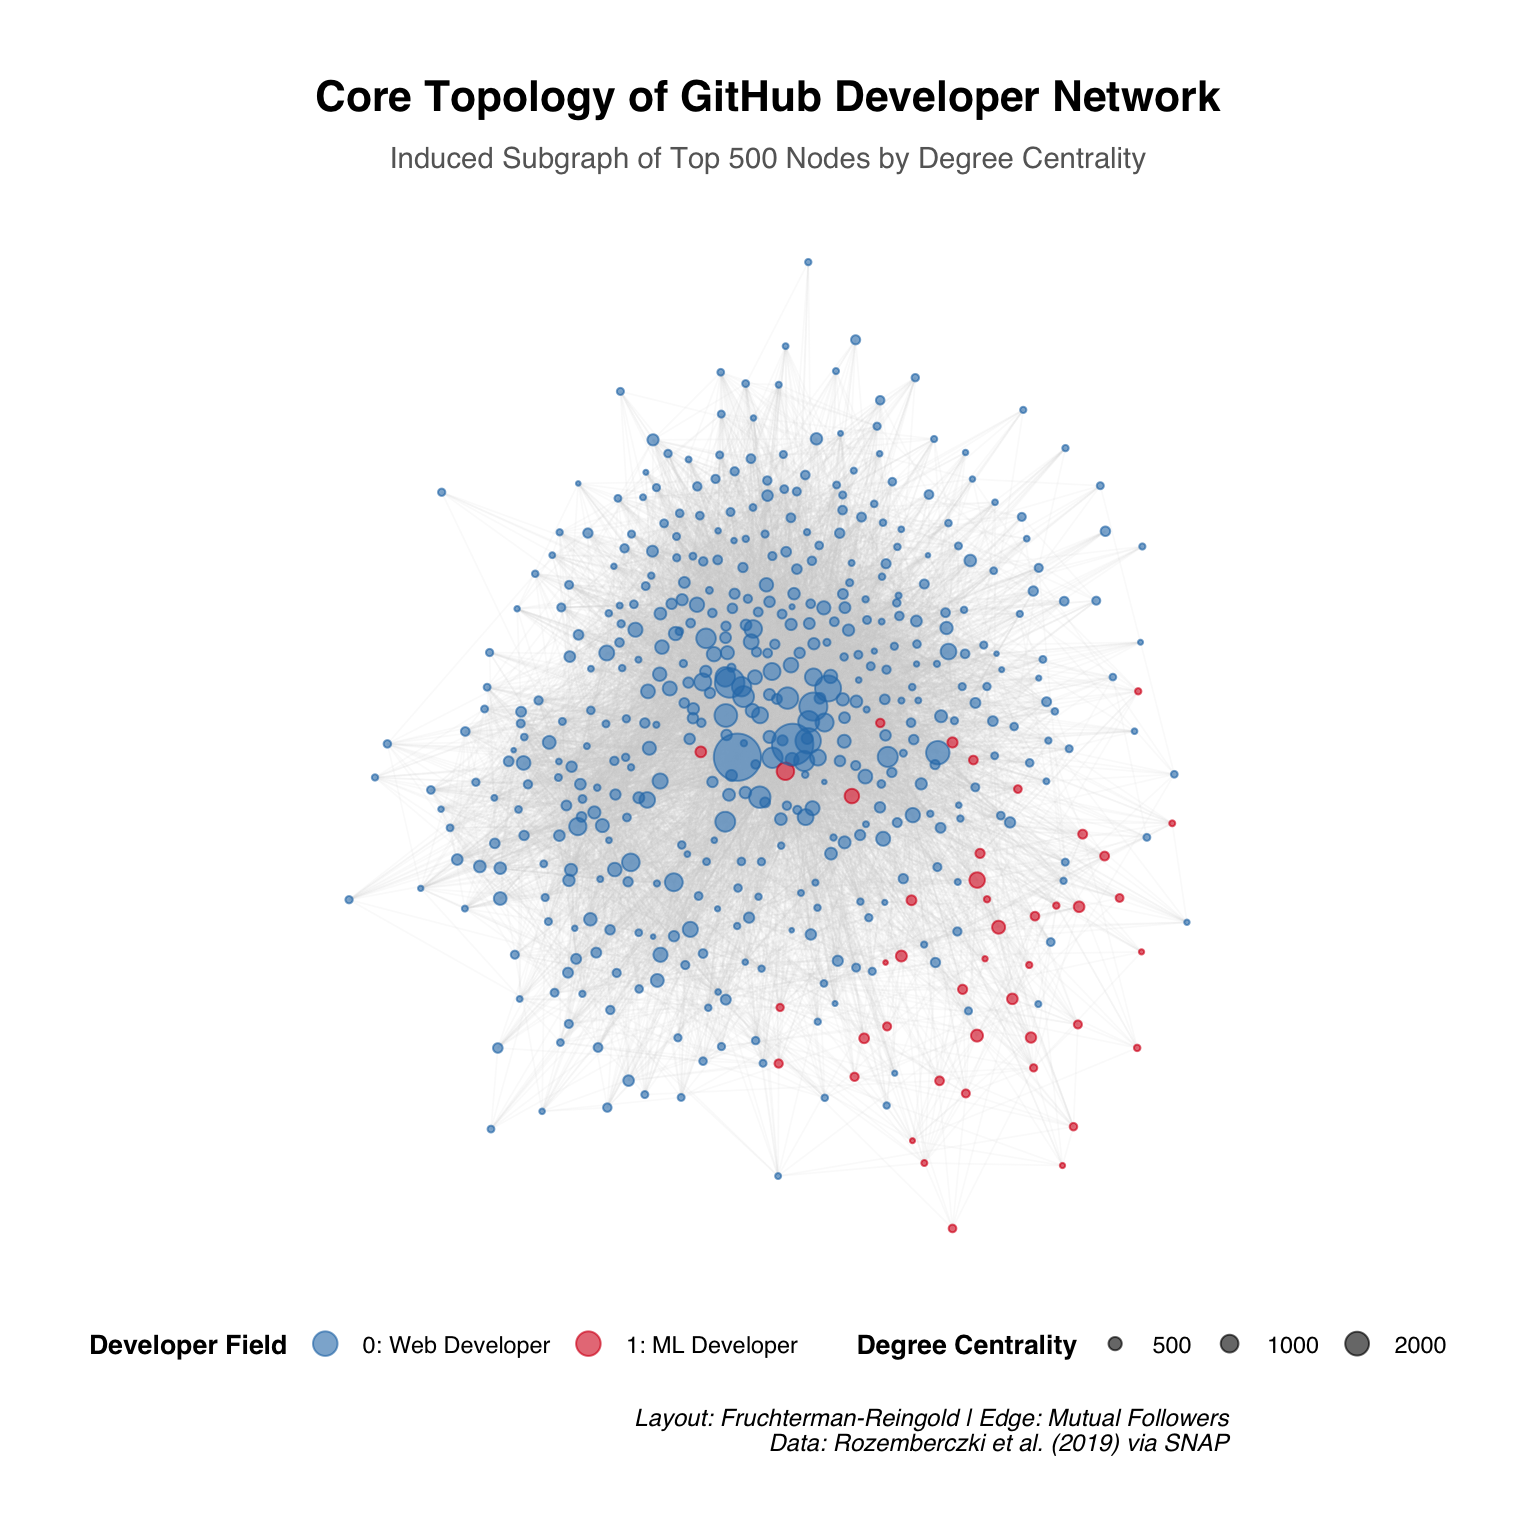 Core Topology of GitHub Developer Network
Induced Subgraph of Top 500 Nodes by Degree Centrality
Developer Field 0: Web Developer 1: ML Developer Degree Centrality 500 1000 2000
Layout: Fruchterman-Reingold | Edge: Mutual Followers
Data: Rozemberczki et al. (2019) via SNAP